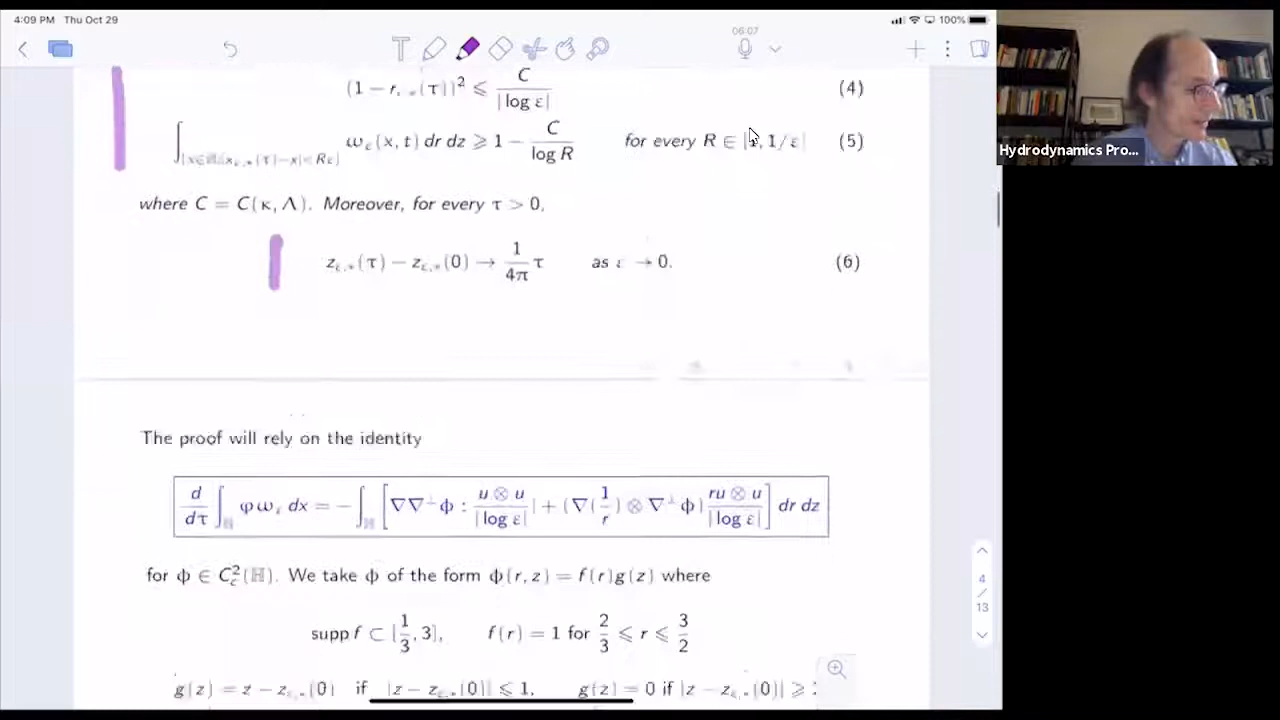 4:09 PM Thu Oct 29
100%
06:07
(1 − r_{ε,*}(τ))² ⩽ C / |log ε| (4)
∫_{|x∈ℍ:|x_{ε,*}(τ)−x|<Rε|} ω_ε(x, t) dr dz ⩾ 1 − C / log R for every R ∈ [1, 1/ε] (5)
where C = C(κ, Λ). Moreover, for every τ > 0,
z_{ε,*}(τ) − z_{ε,*}(0) → 1/4π τ as ε → 0. (6)
The proof will rely on the identity
d/dτ ∫_ℍ φ ω_ε dx = − ∫_ℍ [∇∇^⊥ φ : u ⊗ u / |log ε| + (∇(1/r) ⊗ ∇^⊥ φ) ru ⊗ u / |log ε|] dr dz
for φ ∈ C_c²(ℍ). We take φ of the form φ(r, z) = f(r)g(z) where
supp f ⊂ [1/3, 3], f(r) = 1 for 2/3 ⩽ r ⩽ 3/2
g(z) = z − z_{ε,*}(0) if |z − z_{ε,*}(0)| ⩽ 1, g(z) = 0 if |z − z_{ε,*}(0)| ⩾
4
/
13
Hydrodynamics Pro...